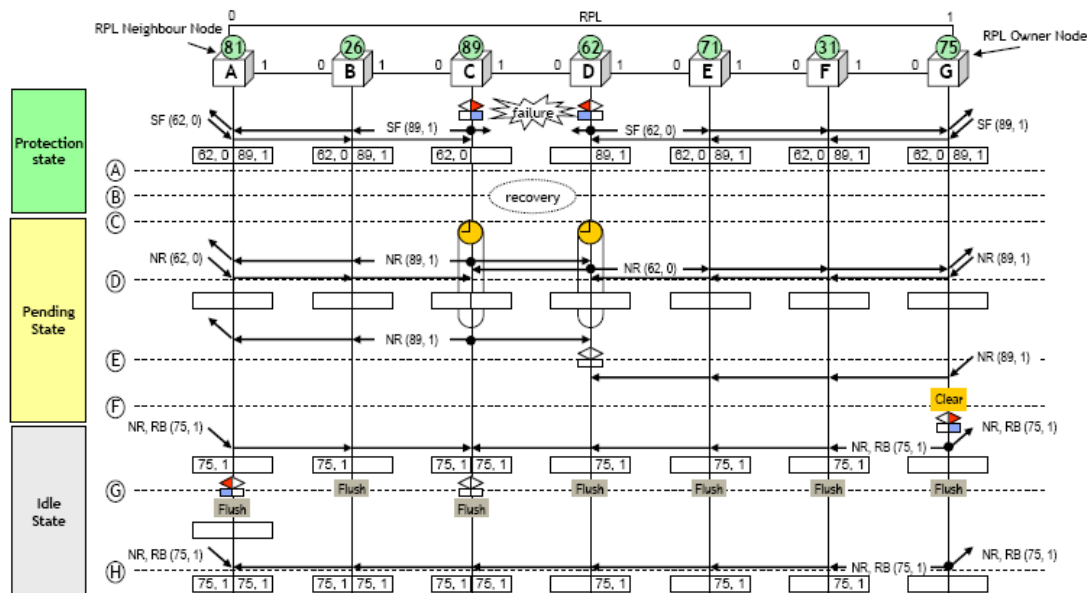 0 RPL 1
RPL Neighbour Node
RPL Owner Node
81 26 89 62 71 31 75
A 1 0 B 1 0 C 1 0 D 1 0 E 1 0 F 1 0 G
failure
SF (62, 0) SF (89, 1) SF (62, 0) SF (89, 1)
Protection state
62, 0 89, 1 62, 0 89, 1 62, 0 89, 1 62, 0 89, 1 62, 0 89, 1 62, 0 89, 1
A
B recovery
C
NR (62, 0) NR (89, 1) NR (62, 0) NR (89, 1)
D
Pending State
NR (89, 1)
E
NR (89, 1)
Clear
F
NR, RB (75, 1) NR, RB (75, 1) NR, RB (75, 1)
75, 1 75, 1 75, 1 75, 1 75, 1 75, 1 75, 1
G Flush Flush Flush Flush Flush
Flush Flush
Idle State
NR, RB (75, 1) NR, RB (75, 1) NR, RB (75, 1)
H
75, 1 75, 1 75, 1 75, 1 75, 1 75, 1 75, 1 75, 1 75, 1